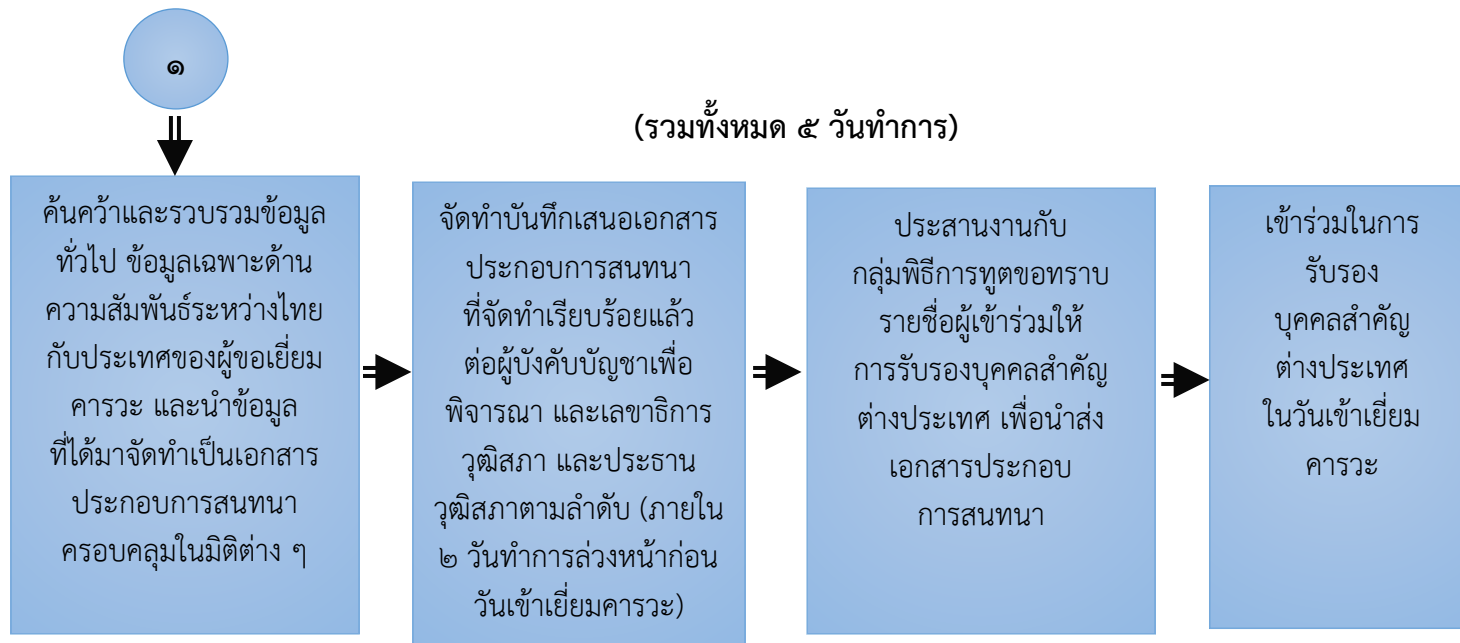 ๑
(รวมทั้งหมด ๕ วันทำการ)
ค้นคว้าและรวบรวมข้อมูล
ทั่วไป ข้อมูลเฉพาะด้าน
ความสัมพันธ์ระหว่างไทย
กับประเทศของผู้ขอเยี่ยม
คารวะ และนำข้อมูล
ที่ได้มาจัดทำเป็นเอกสาร
ประกอบการสนทนา
ครอบคลุมในมิติต่าง ๆ
จัดทำบันทึกเสนอเอกสาร
ประกอบการสนทนา
ที่จัดทำเรียบร้อยแล้ว
ต่อผู้บังคับบัญชาเพื่อ
พิจารณา และเลขาธิการ
วุฒิสภา และประธาน
วุฒิสภาตามลำดับ (ภายใน
๒ วันทำการล่วงหน้าก่อน
วันเข้าเยี่ยมคารวะ)
ประสานงานกับ
กลุ่มพิธีการทูตขอทราบ
รายชื่อผู้เข้าร่วมให้
การรับรองบุคคลสำคัญ
ต่างประเทศ เพื่อนำส่ง
เอกสารประกอบ
การสนทนา
เข้าร่วมในการ
รับรอง
บุคคลสำคัญ
ต่างประเทศ
ในวันเข้าเยี่ยม
คารวะ